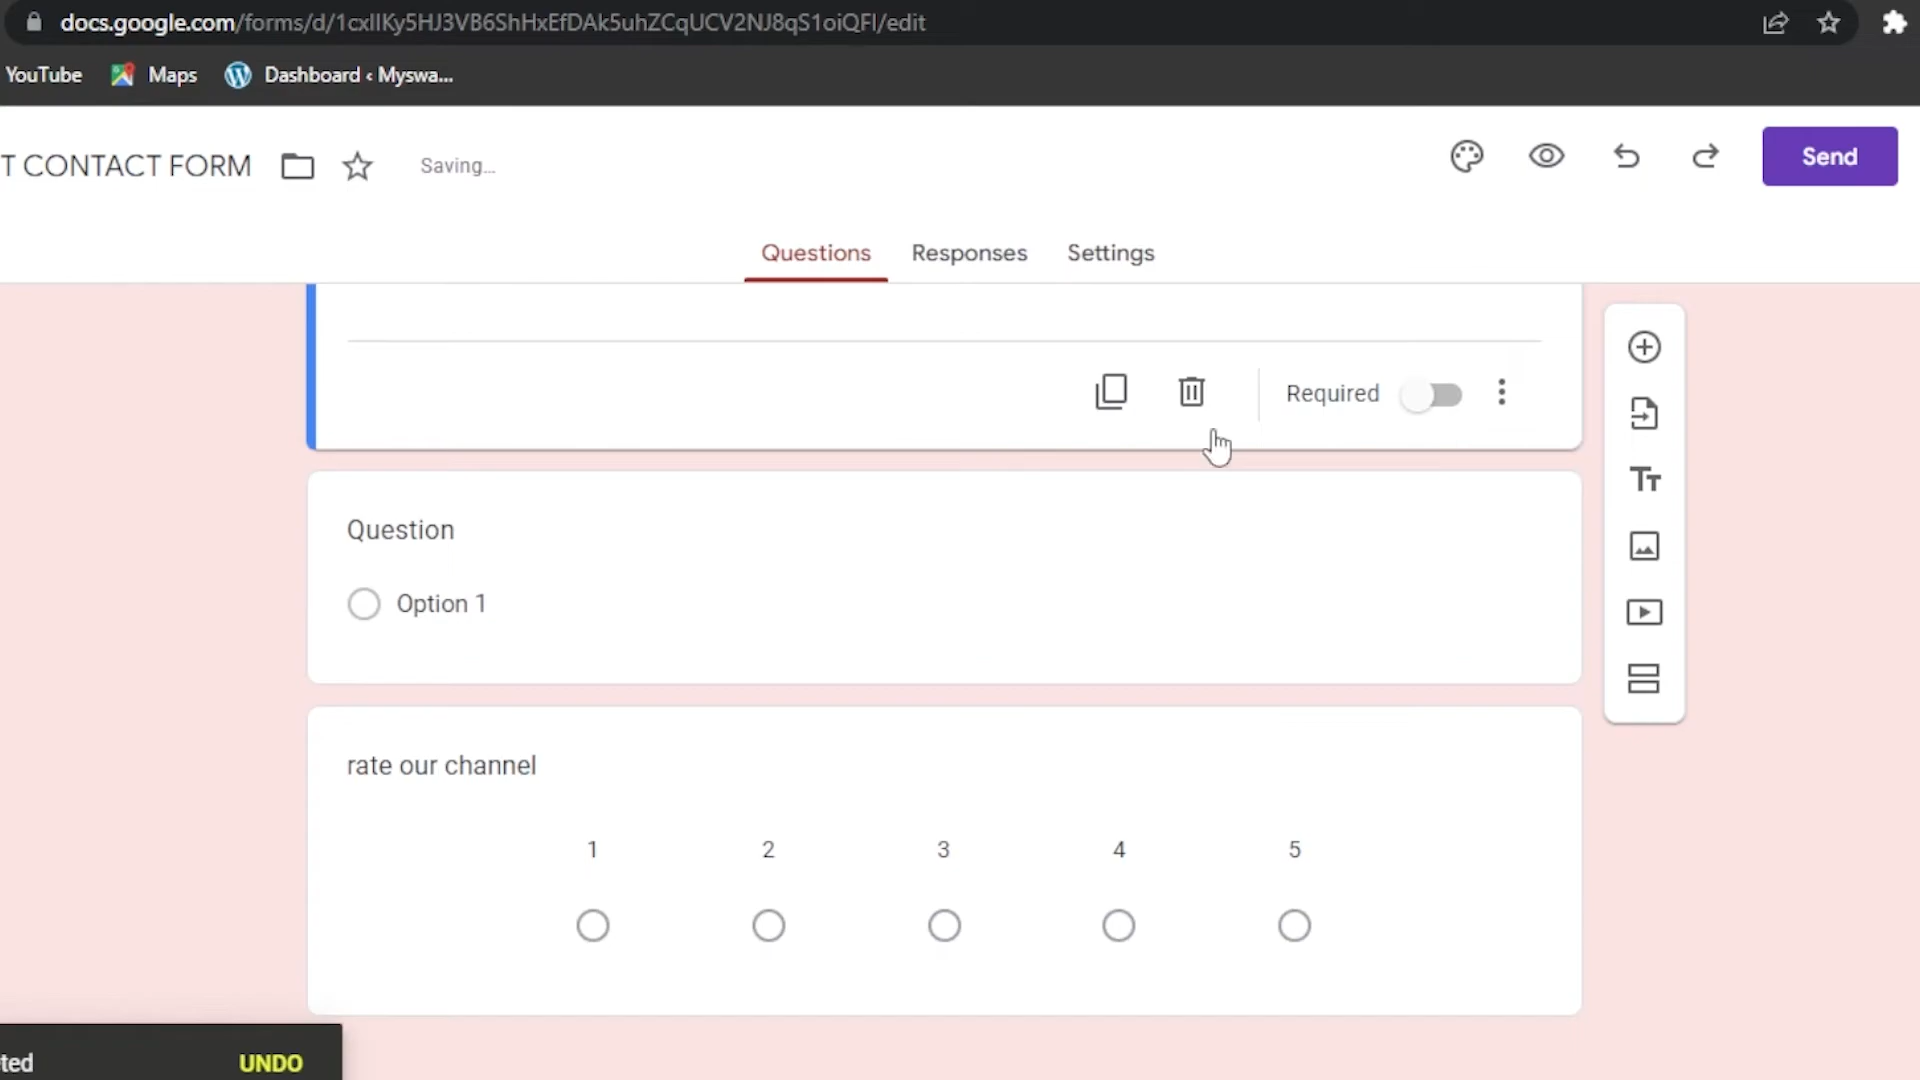 docs.google.com/forms/d/1cxIIKy5HJ3VB6ShHxEfDAk5uhZCqUCV2NJ8qS1oiQFI/edit
YouTube Maps Dashboard ‹ Myswa...
T CONTACT FORM Saving... Send
Questions Responses Settings
Required
Question
Option 1
rate our channel
1 2 3 4 5
ted UNDO